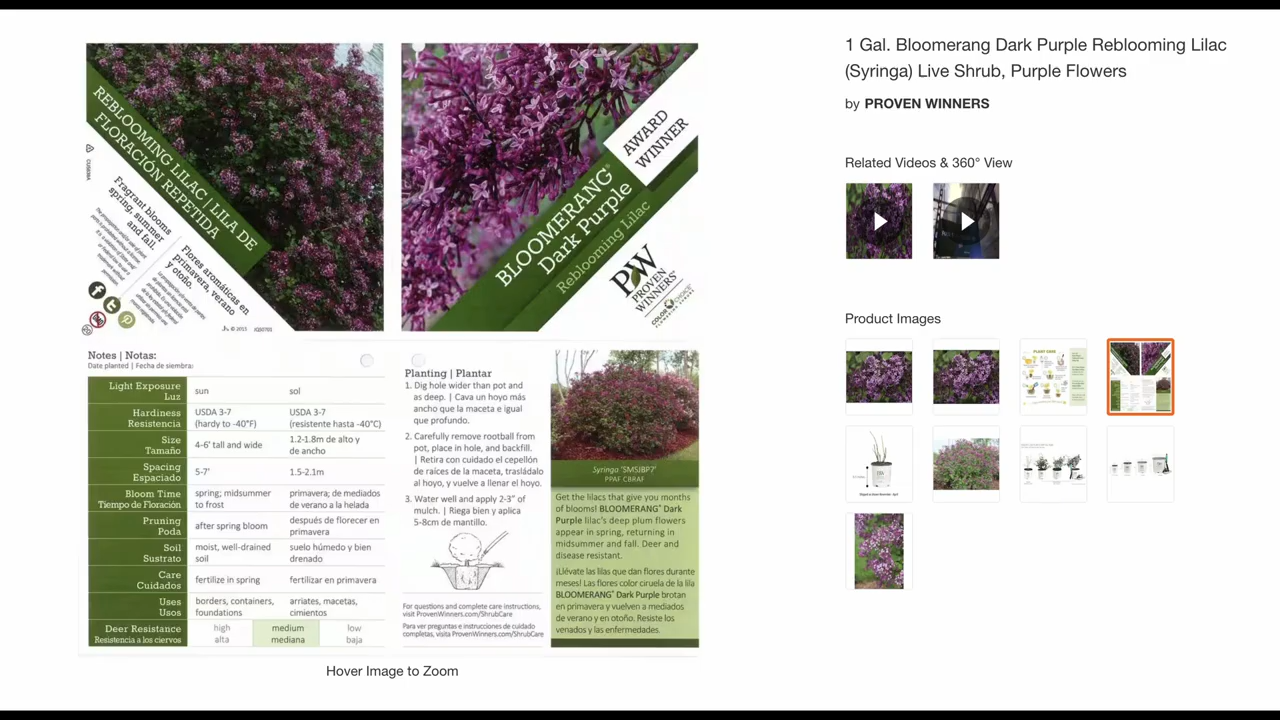 1 Gal. Bloomerang Dark Purple Reblooming Lilac
(Syringa) Live Shrub, Purple Flowers
by PROVEN WINNERS
Related Videos & 360° View
Product Images
REBLOOMING LILAC | LILA DE
FLORACIÓN REPETIDA
Fragrant blooms
spring, summer
and fall.
Flores aromáticas en
primavera, verano
y otoño.
AWARD
WINNER
BLOOMERANG®
Dark Purple
Reblooming Lilac
PW
PROVEN
WINNERS®
COLOR CHOICE
Notes | Notas:
Date planted | Fecha de siembra:
Light Exposure
Luz
sun
sol
Hardiness
Resistencia
USDA 3-7
(hardy to -40°F)
USDA 3-7
(resistente hasta -40°C)
Size
Tamaño
4-6' tall and wide
1.2-1.8m de alto y
de ancho
Spacing
Espaciado
5-7'
1.5-2.1m
Bloom Time
Tiempo de Floración
spring; midsummer
to frost
primavera; de mediados
de verano a la helada
Pruning
Poda
after spring bloom
después de florecer en
primavera
Soil
Sustrato
moist, well-drained
soil
suelo húmedo y bien
drenado
Care
Cuidados
fertilize in spring
fertilizar en primavera
Uses
Usos
borders, containers,
foundations
arriates, macetas,
cimientos
Deer Resistance
Resistencia a los ciervos
high
alta
medium
mediana
low
baja
Planting | Plantar
1. Dig hole wider than pot and
as deep. | Cava un hoyo más
ancho que la maceta e igual
que profundo.
2. Carefully remove rootball from
pot, place in hole, and backfill.
| Retira con cuidado el cepellón
de raíces de la maceta, trasládalo
al hoyo, y vuelve a llenar el hoyo.
3. Water well and apply 2-3" of
mulch. | Riega bien y aplica
5-8cm de mantillo.
For questions and complete care instructions,
visit ProvenWinners.com/ShrubCare
Para ver preguntas e instrucciones de cuidado
completas, visita ProvenWinners.com/ShrubCare
Syringa 'SMSJBP7'
PPAF CBRAF
Get the lilacs that give you months
of blooms! BLOOMERANG® Dark
Purple lilac's deep plum flowers
appear in spring, returning in
midsummer and fall. Deer and
disease resistant.
¡Llévate las lilas que dan flores durante
meses! Las flores color ciruela de la lila
BLOOMERANG® Dark Purple brotan
en primavera y vuelven a mediados
de verano y en otoño. Resiste los
venados y las enfermedades.
Hover Image to Zoom
PLANT CARE